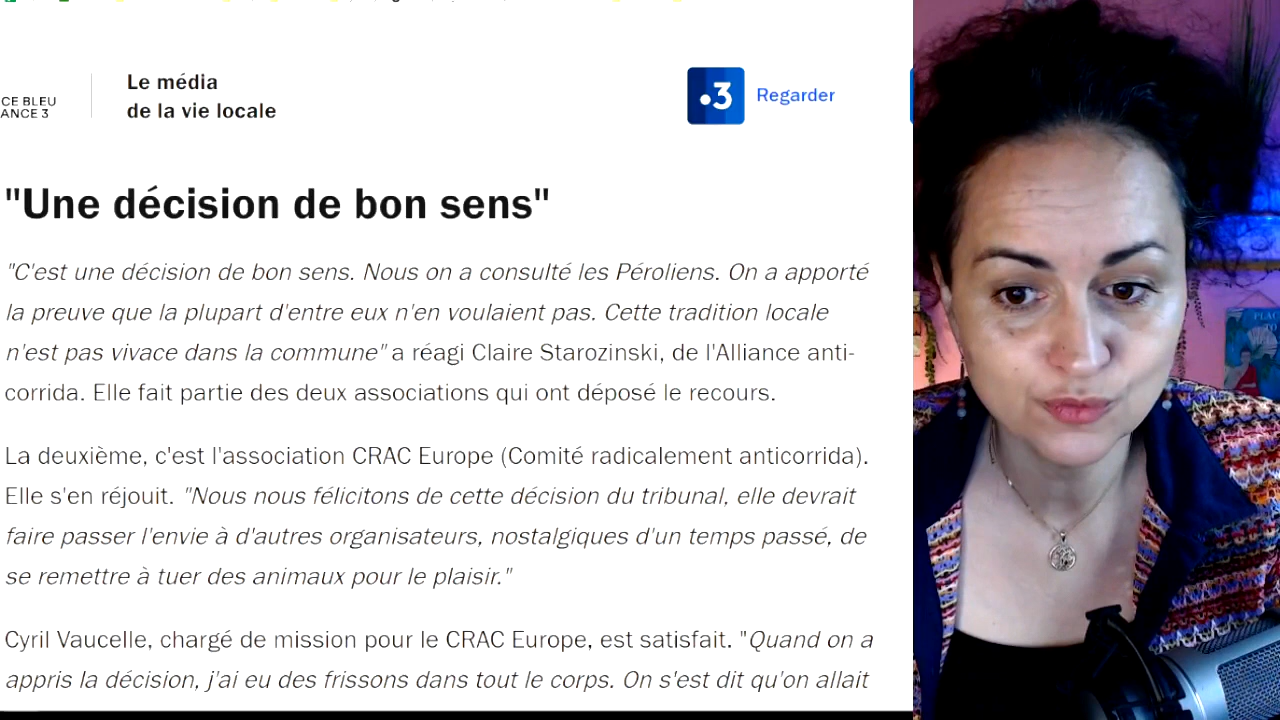 CE BLEU
ANCE 3
Le média
de la vie locale
3
Regarder
"Une décision de bon sens"
"C'est une décision de bon sens. Nous on a consulté les Péroliens. On a apporté
la preuve que la plupart d'entre eux n'en voulaient pas. Cette tradition locale
n'est pas vivace dans la commune" a réagi Claire Starozinski, de l'Alliance anti-
corrida. Elle fait partie des deux associations qui ont déposé le recours.
La deuxième, c'est l'association CRAC Europe (Comité radicalement anticorrida).
Elle s'en réjouit. "Nous nous félicitons de cette décision du tribunal, elle devrait
faire passer l'envie à d'autres organisateurs, nostalgiques d'un temps passé, de
se remettre à tuer des animaux pour le plaisir."
Cyril Vaucelle, chargé de mission pour le CRAC Europe, est satisfait. "Quand on a
appris la décision, j'ai eu des frissons dans tout le corps. On s'est dit qu'on allait